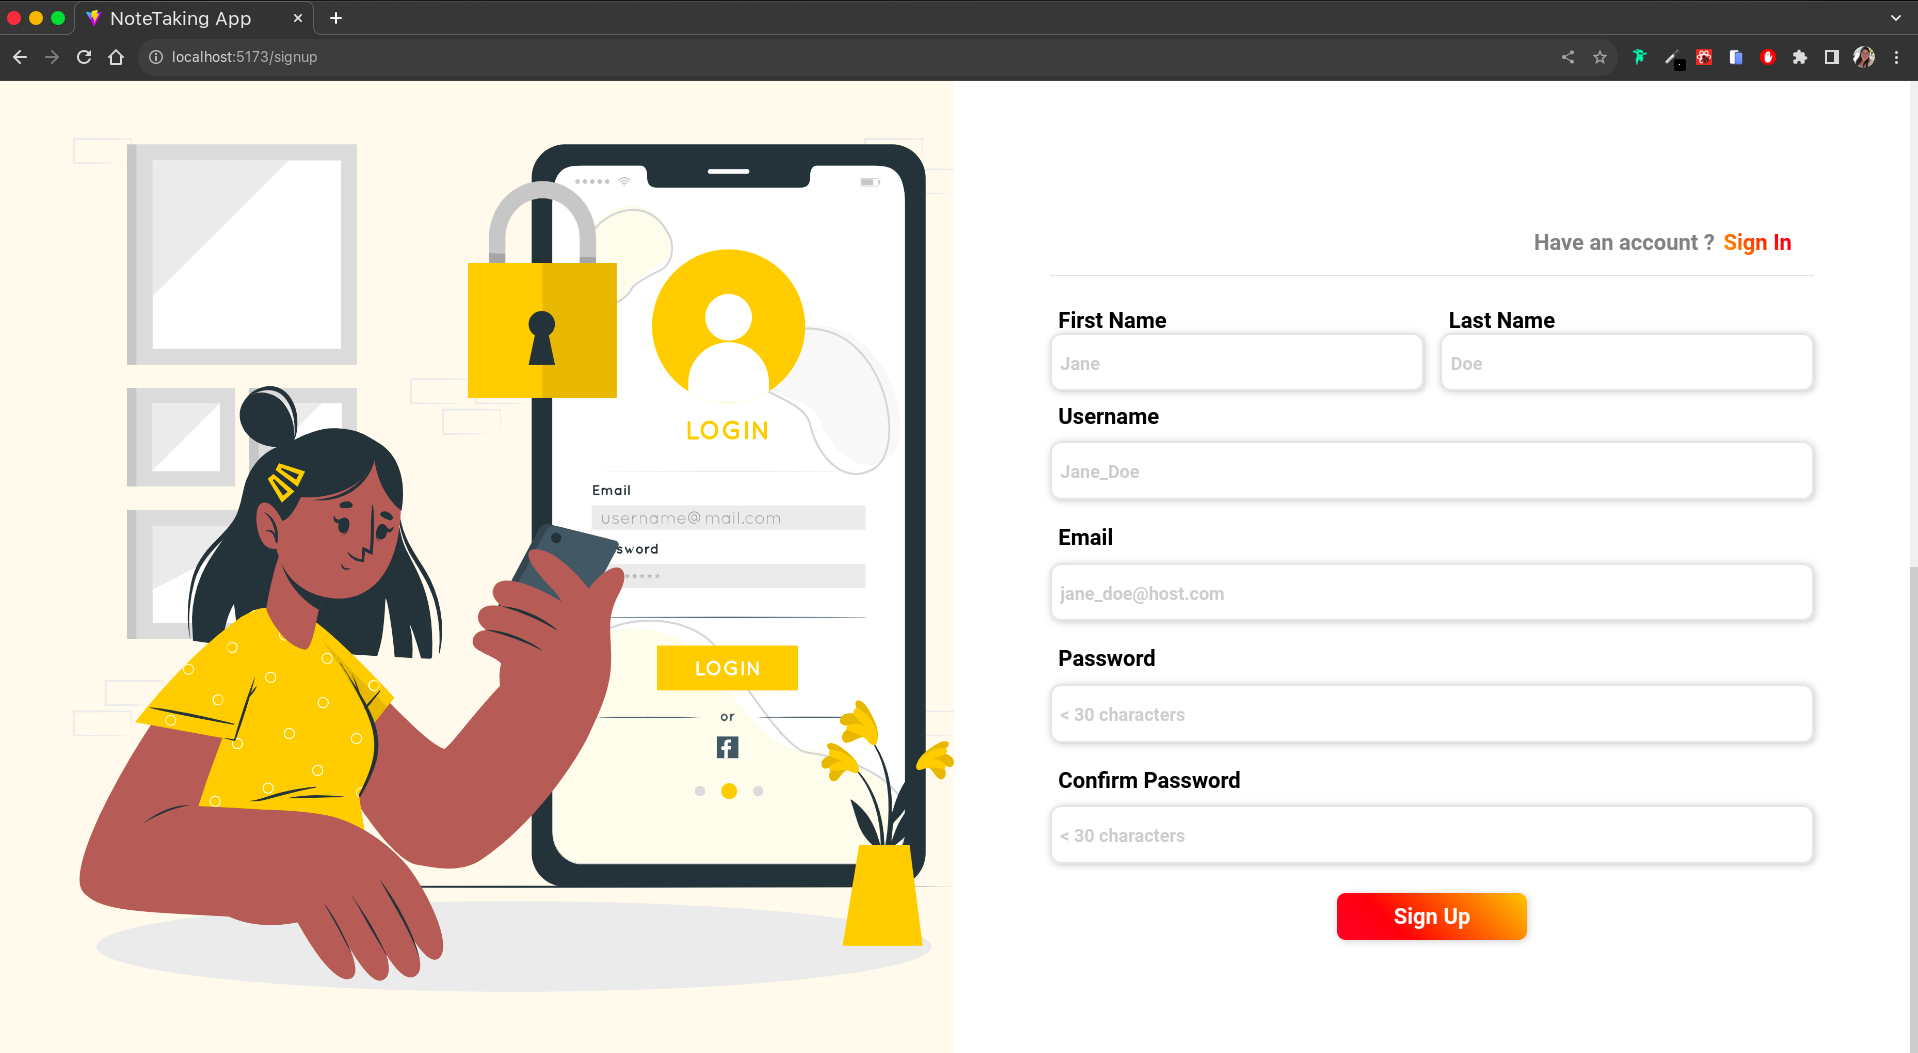 NoteTaking App
localhost:5173/signup
LOGIN
Email
username@mail.com
sword
*****
LOGIN
or
Have an account ? Sign In
First Name
Last Name
Jane
Doe
Username
Jane_Doe
Email
jane_doe@host.com
Password
< 30 characters
Confirm Password
< 30 characters
Sign Up